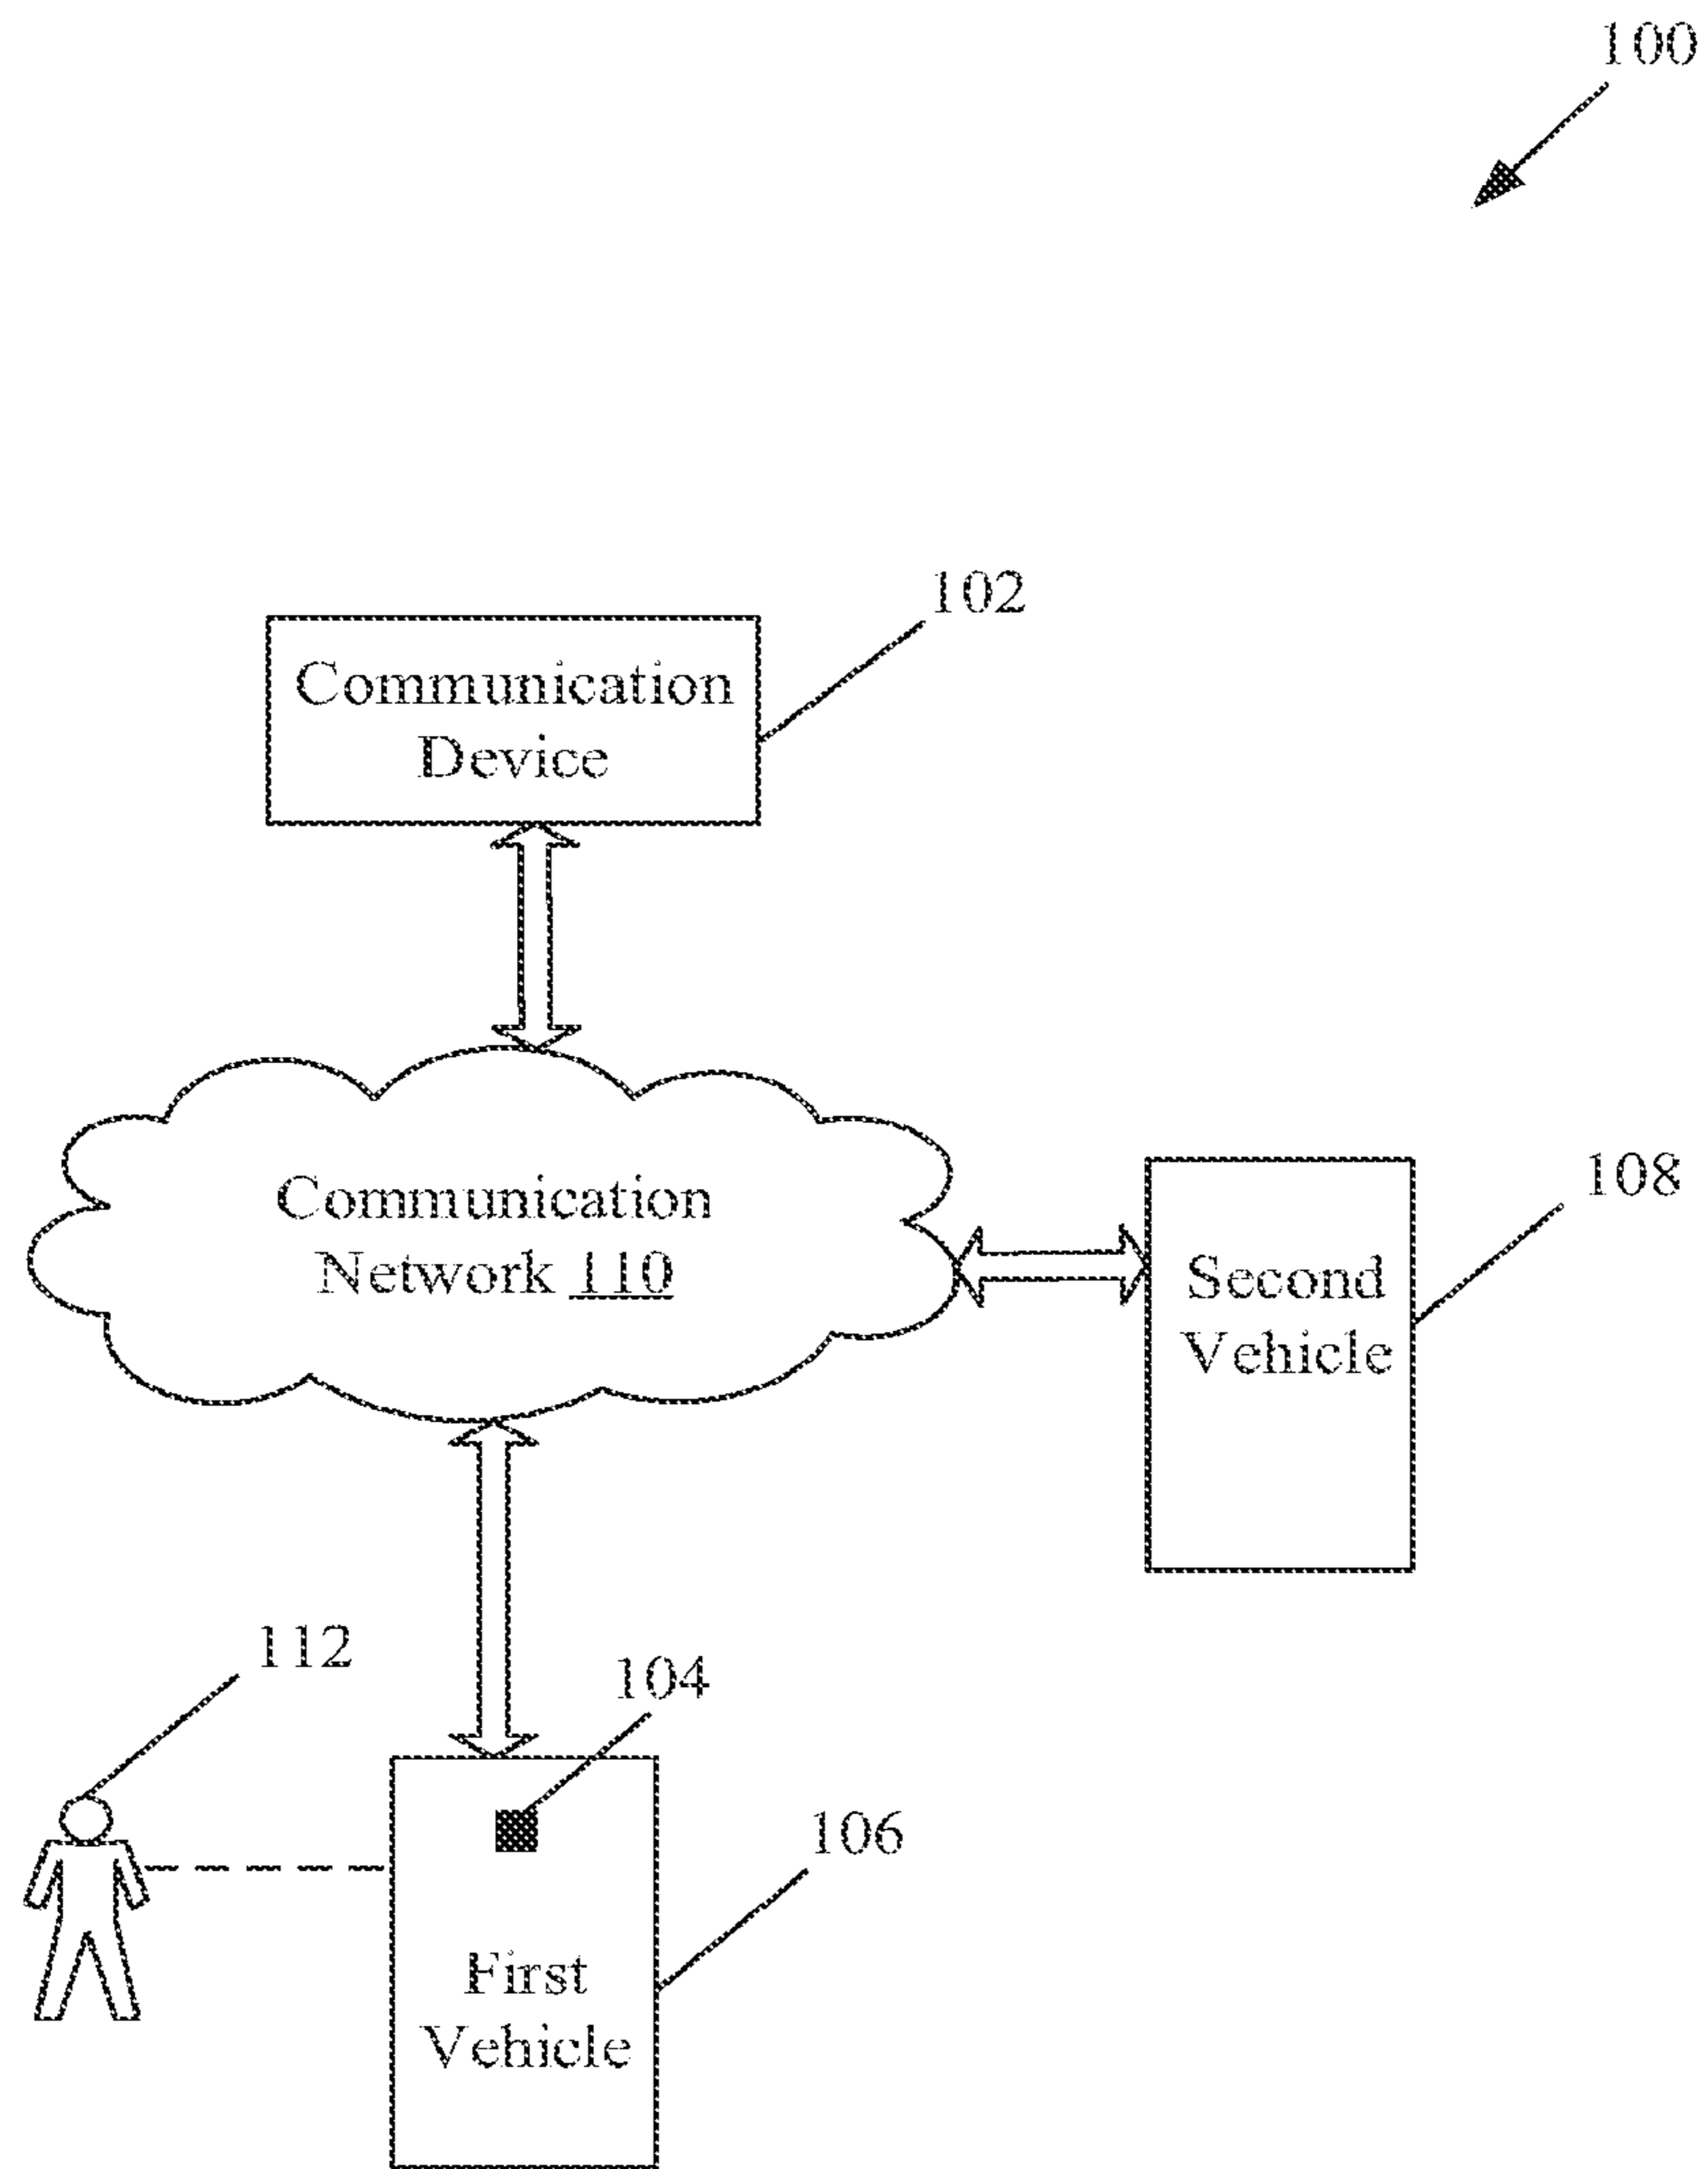 100
102
Communication
Device
Communication
Network 110
108
Second
Vehicle
112
104
106
First
Vehicle